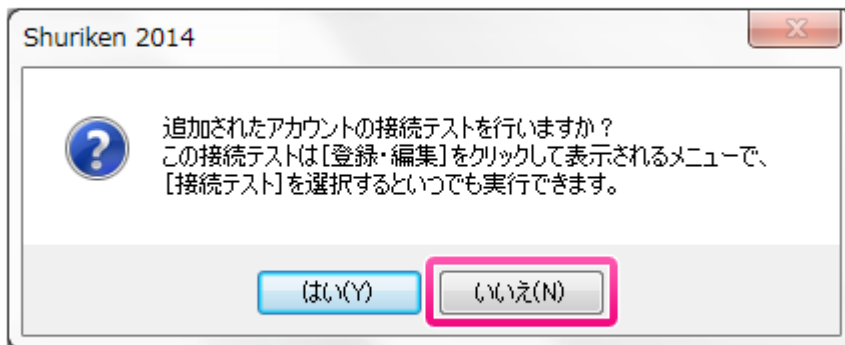 Shuriken 2014
追加されたアカウントの接続テストを行いますか？
この接続テストは[登録・編集]をクリックして表示されるメニューで、
[接続テスト]を選択するといつでも実行できます。
はい(Y)
いいえ(N)